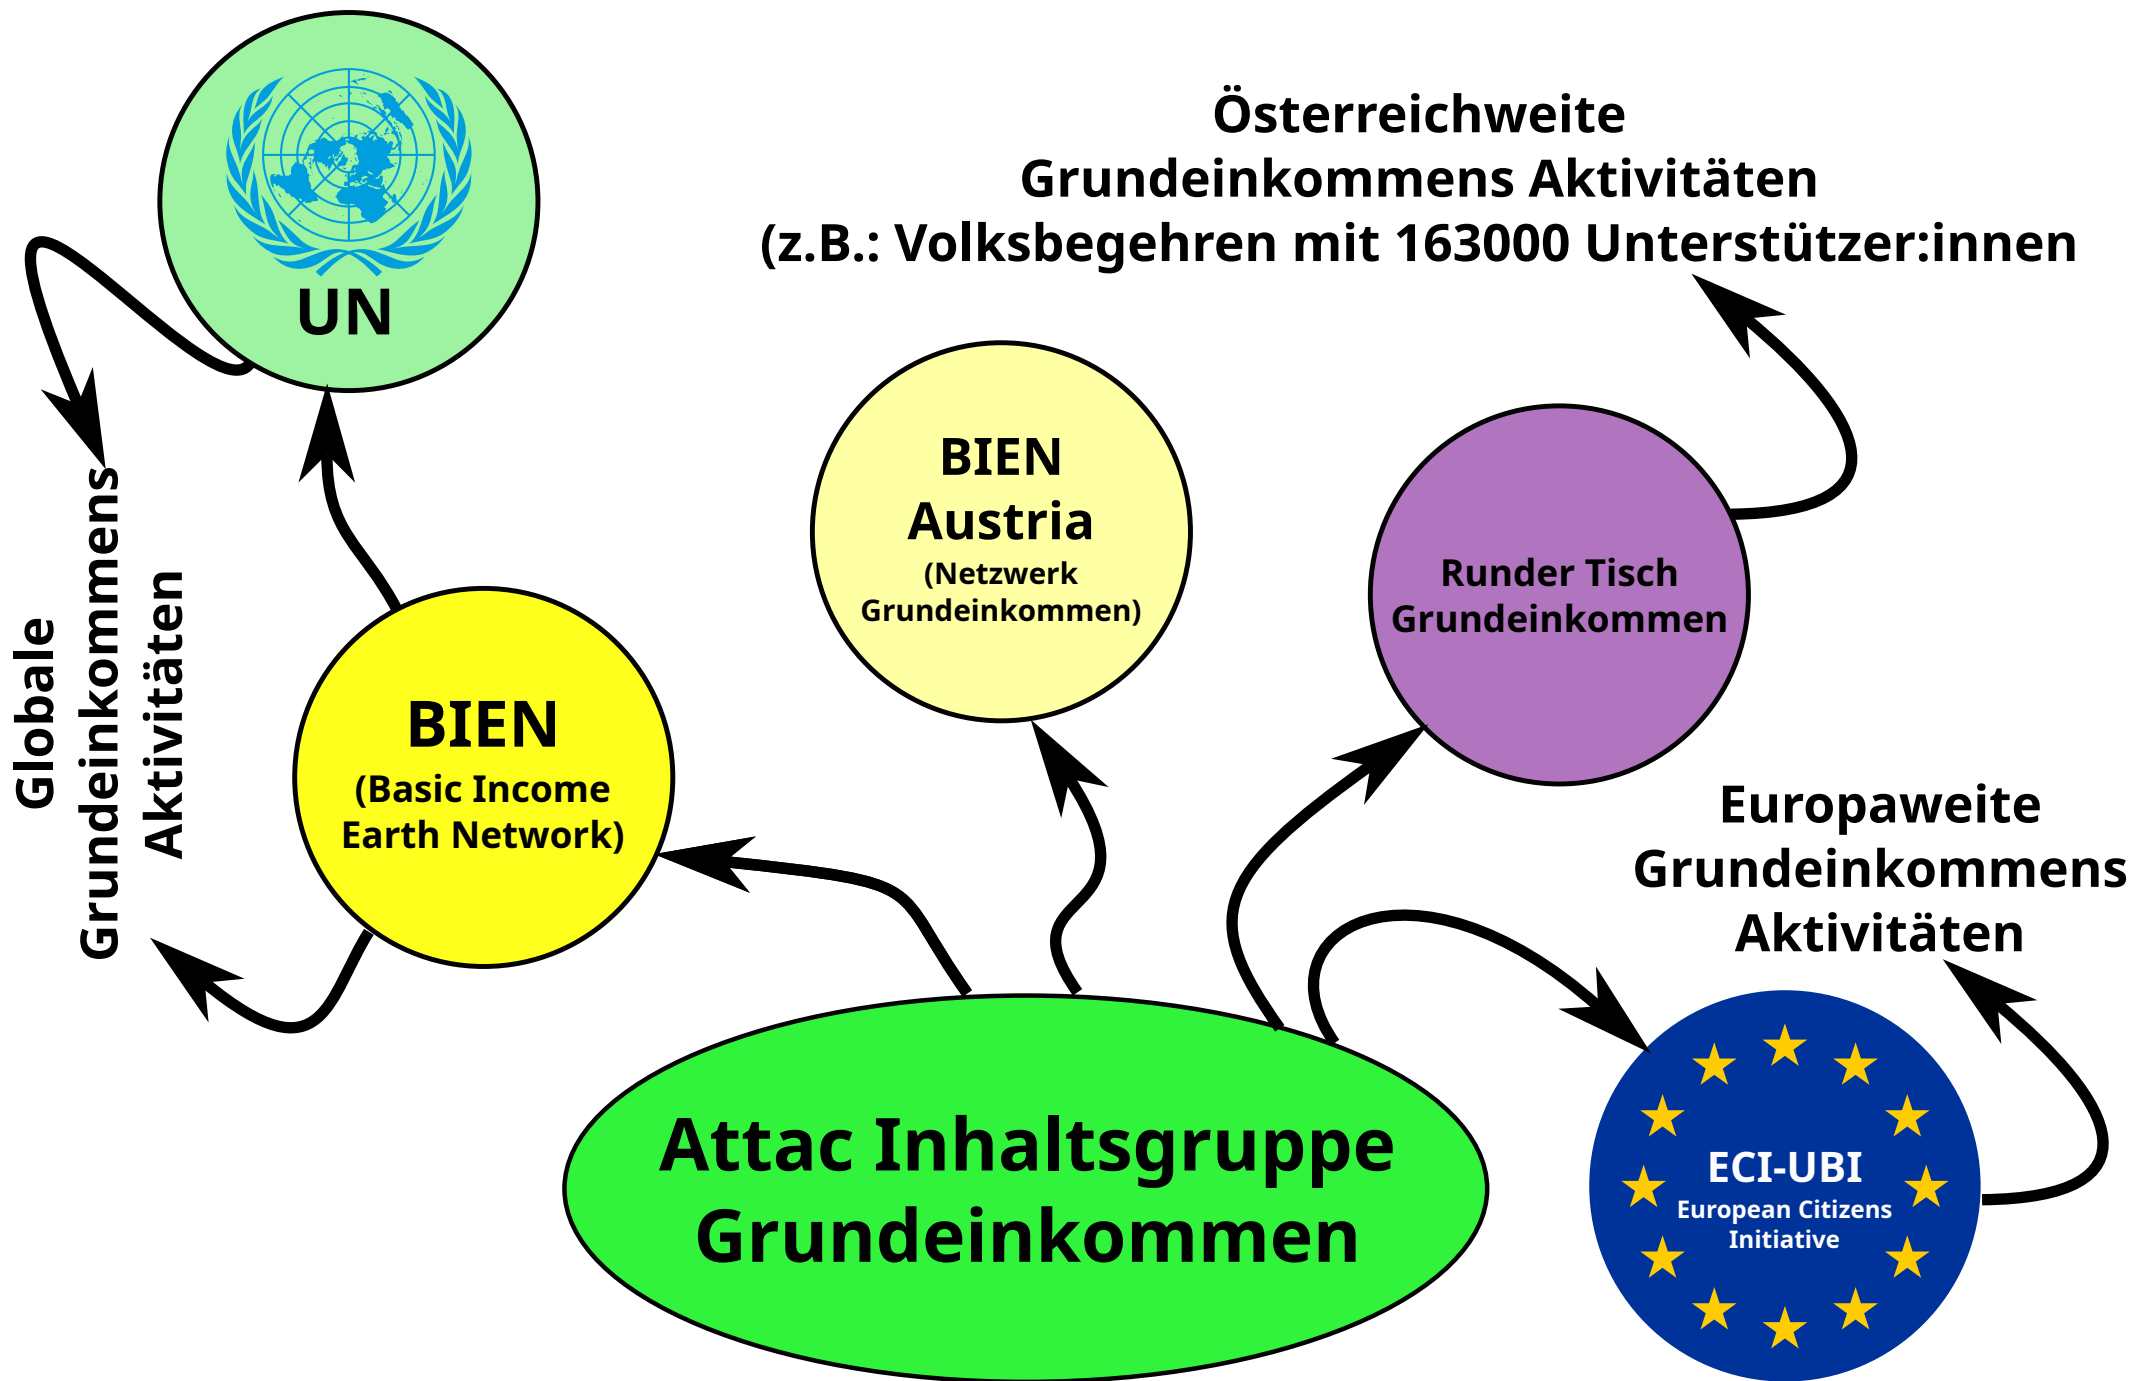 UN
Österreichweite
Grundeinkommens Aktivitäten
(z.B.: Volksbegehren mit 163000 Unterstützer:innen
Globale
Grundeinkommens
Aktivitäten
BIEN
(Basic Income
Earth Network)
BIEN
Austria
(Netzwerk
Grundeinkommen)
Runder Tisch
Grundeinkommen
Europaweite
Grundeinkommens
Aktivitäten
Attac Inhaltsgruppe
Grundeinkommen
ECI-UBI
European Citizens
Initiative